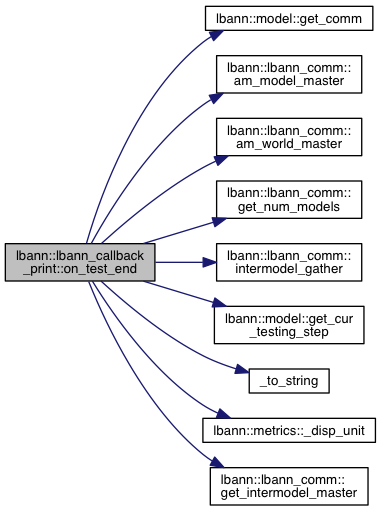 lbann::model::get_comm
lbann::lbann_comm::
am_model_master
lbann::lbann_comm::
am_world_master
lbann::lbann_comm::
get_num_models
lbann::lbann_callback
_print::on_test_end
lbann::lbann_comm::
intermodel_gather
lbann::model::get_cur
_testing_step
_to_string
lbann::metrics::_disp_unit
lbann::lbann_comm::
get_intermodel_master